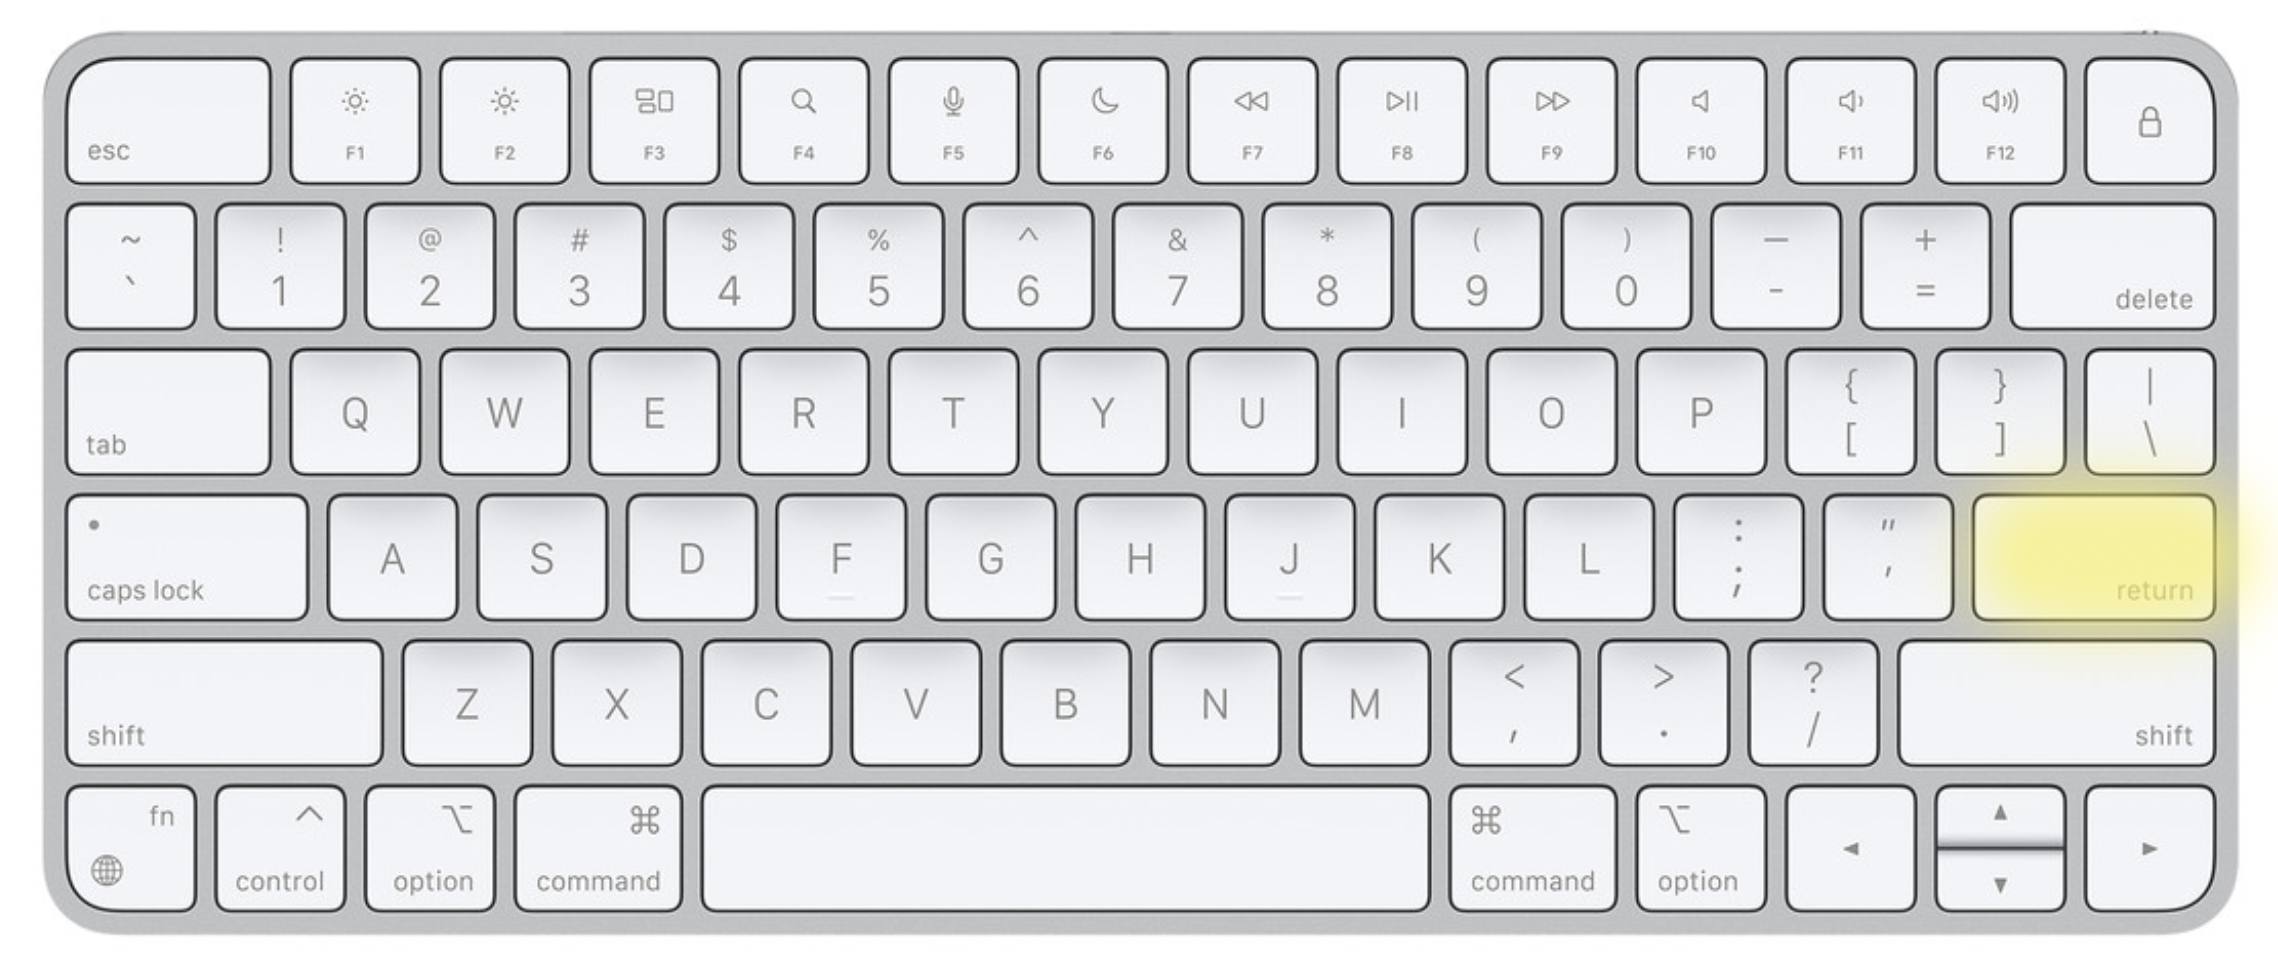 esc F1 F2 F3 F4 F5 F6 F7 F8 F9 F10 F11 F12
~ ! @ # $ % ^ & * ( ) — +
` 1 2 3 4 5 6 7 8 9 0 - = delete
tab Q W E R T Y U I O P { } |
[ ] \
caps lock A S D F G H J K L : "
; ' return
shift Z X C V B N M < > ?
, . / shift
fn ^ ⌥ ⌘ ⌘ ⌥
control option command command option